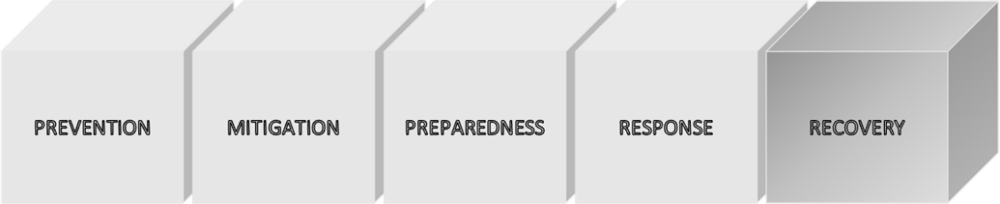 PREVENTION
MITIGATION
PREPAREDNESS
RESPONSE
RECOVERY